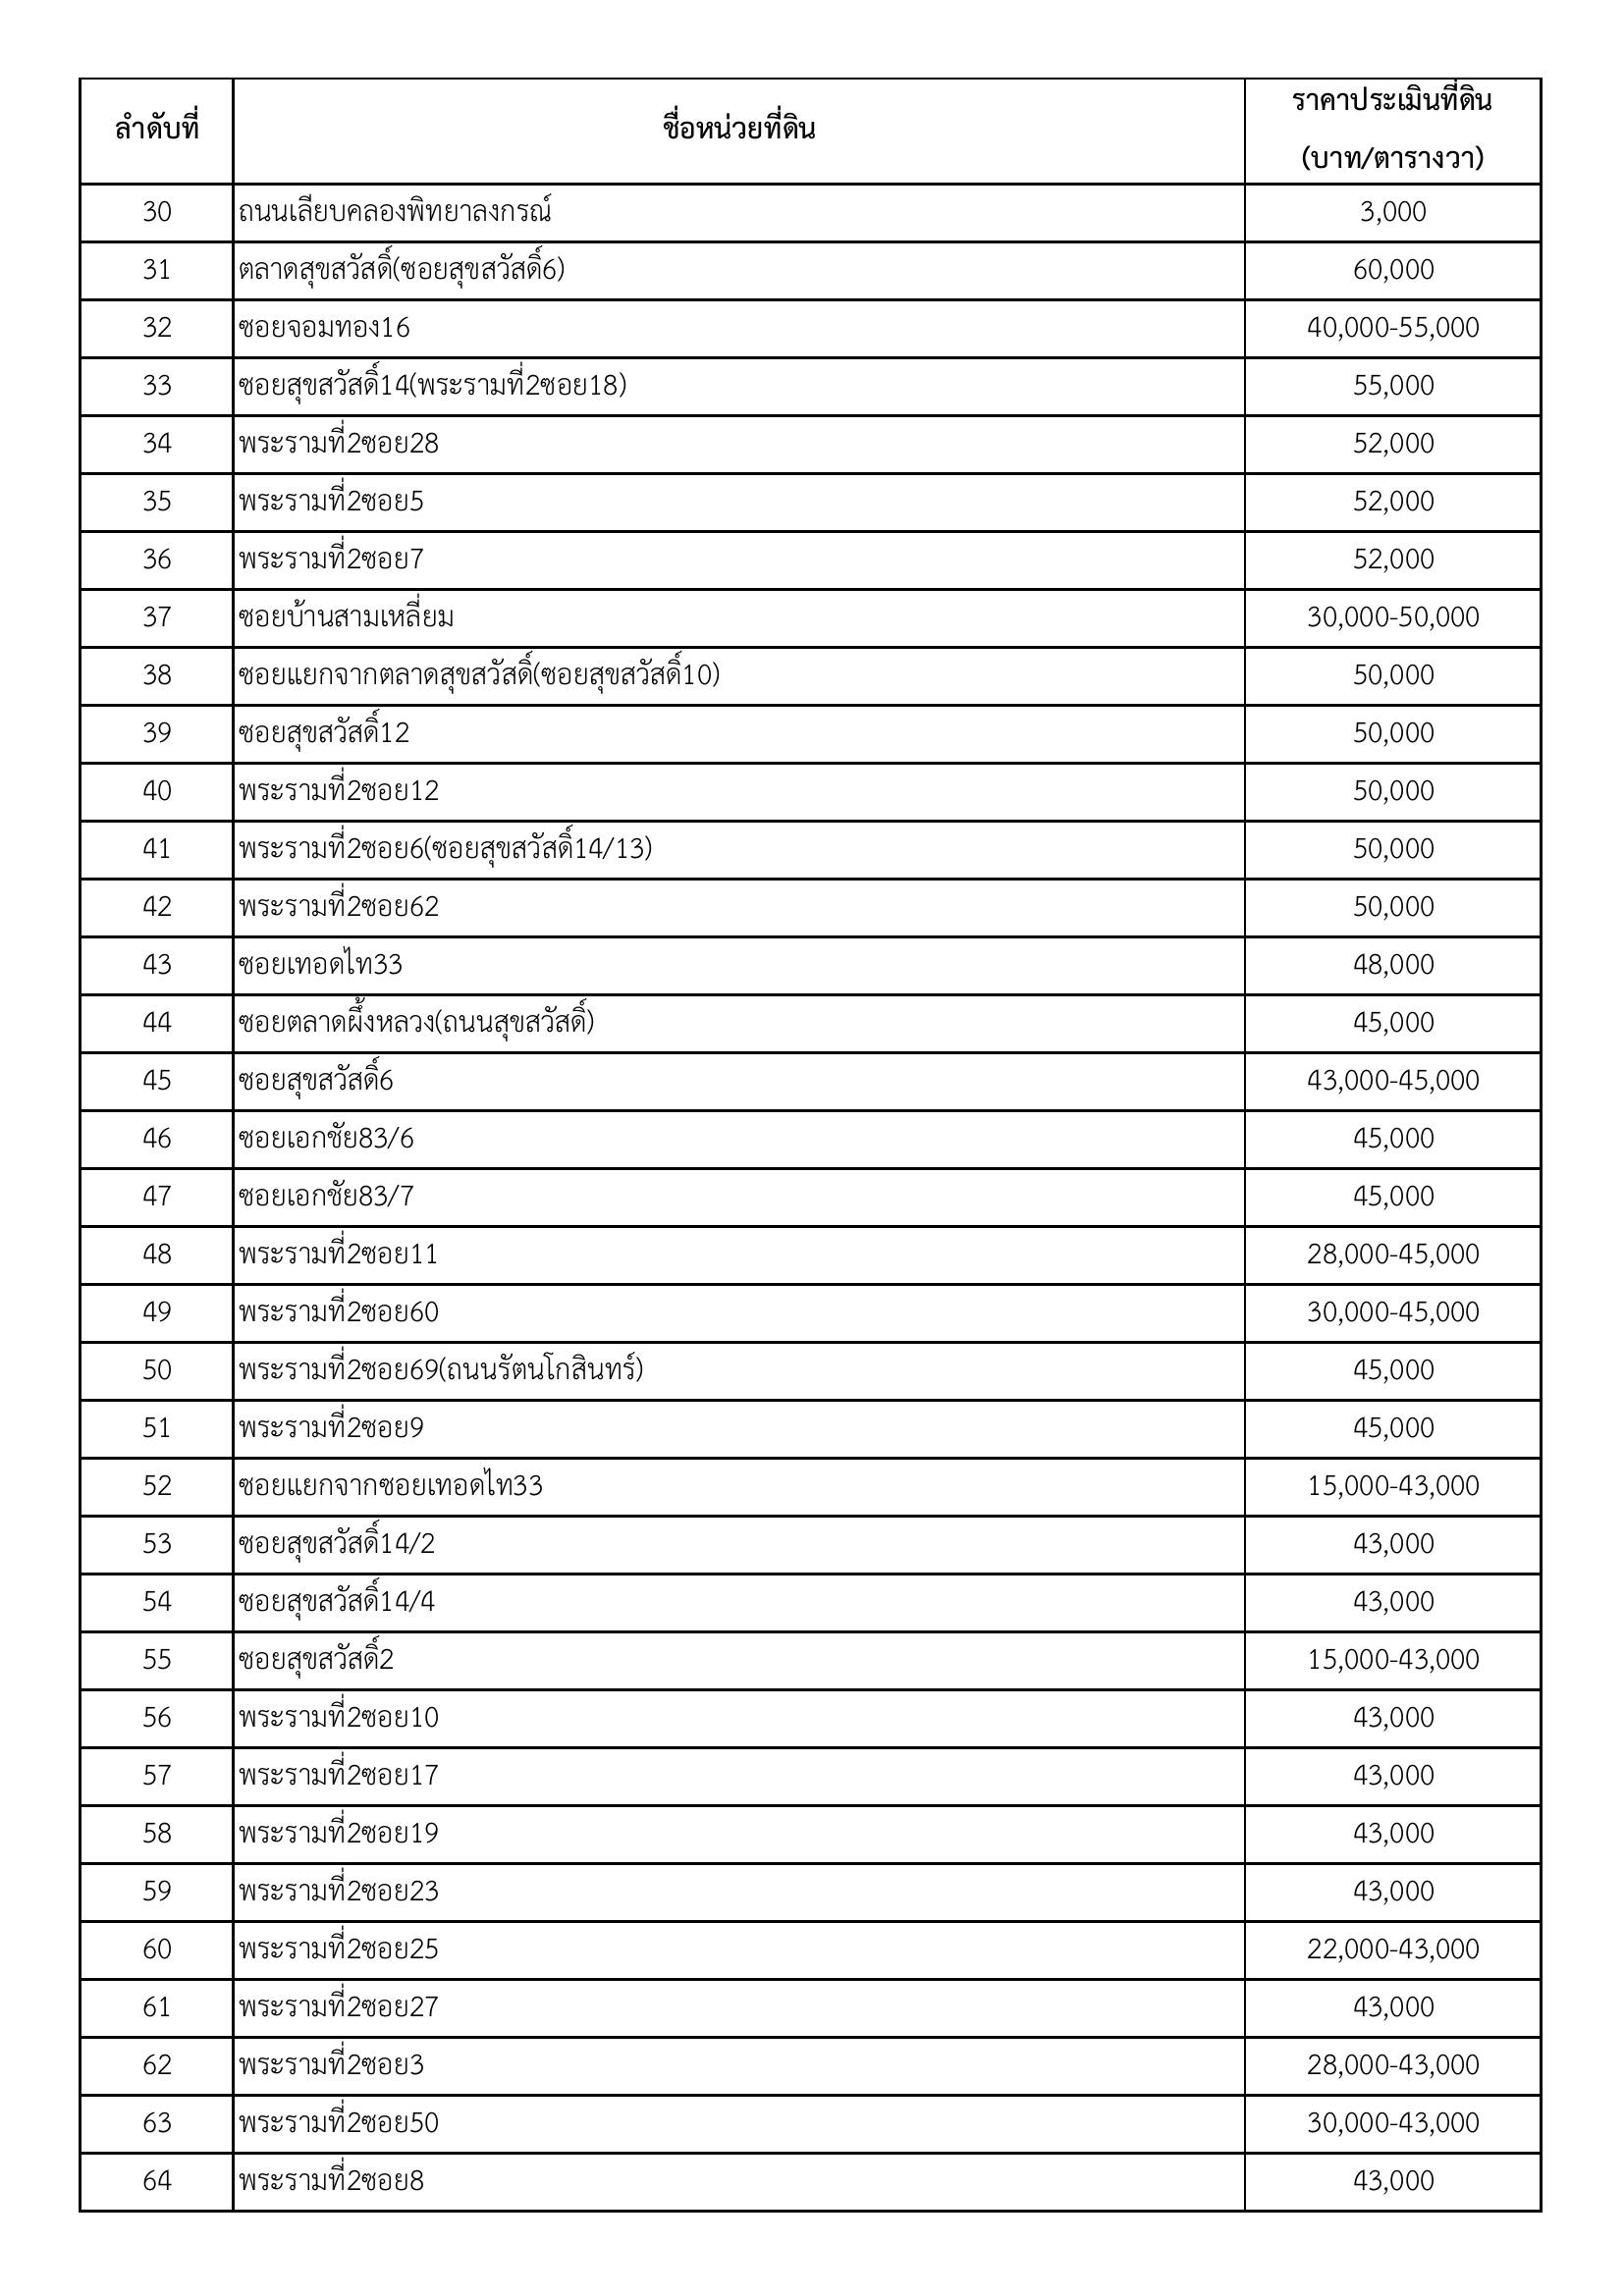 ลำดับที่ ชื่อหน่วยที่ดิน ราคาประเมินที่ดิน
(บาท/ตารางวา)
30 ถนนเลียบคลองพิทยาลงกรณ์ 3,000
31 ตลาดสุขสวัสดิ์(ซอยสุขสวัสดิ์6) 60,000
32 ซอยจอมทอง16 40,000-55,000
33 ซอยสุขสวัสดิ์14(พระรามที่2ซอย18) 55,000
34 พระรามที่2ซอย28 52,000
35 พระรามที่2ซอย5 52,000
36 พระรามที่2ซอย7 52,000
37 ซอยบ้านสามเหลี่ยม 30,000-50,000
38 ซอยแยกจากตลาดสุขสวัสดิ์(ซอยสุขสวัสดิ์10) 50,000
39 ซอยสุขสวัสดิ์12 50,000
40 พระรามที่2ซอย12 50,000
41 พระรามที่2ซอย6(ซอยสุขสวัสดิ์14/13) 50,000
42 พระรามที่2ซอย62 50,000
43 ซอยเทอดไท33 48,000
44 ซอยตลาดผึ้งหลวง(ถนนสุขสวัสดิ์) 45,000
45 ซอยสุขสวัสดิ์6 43,000-45,000
46 ซอยเอกชัย83/6 45,000
47 ซอยเอกชัย83/7 45,000
48 พระรามที่2ซอย11 28,000-45,000
49 พระรามที่2ซอย60 30,000-45,000
50 พระรามที่2ซอย69(ถนนรัตนโกสินทร์) 45,000
51 พระรามที่2ซอย9 45,000
52 ซอยแยกจากซอยเทอดไท33 15,000-43,000
53 ซอยสุขสวัสดิ์14/2 43,000
54 ซอยสุขสวัสดิ์14/4 43,000
55 ซอยสุขสวัสดิ์2 15,000-43,000
56 พระรามที่2ซอย10 43,000
57 พระรามที่2ซอย17 43,000
58 พระรามที่2ซอย19 43,000
59 พระรามที่2ซอย23 43,000
60 พระรามที่2ซอย25 22,000-43,000
61 พระรามที่2ซอย27 43,000
62 พระรามที่2ซอย3 28,000-43,000
63 พระรามที่2ซอย50 30,000-43,000
64 พระรามที่2ซอย8 43,000